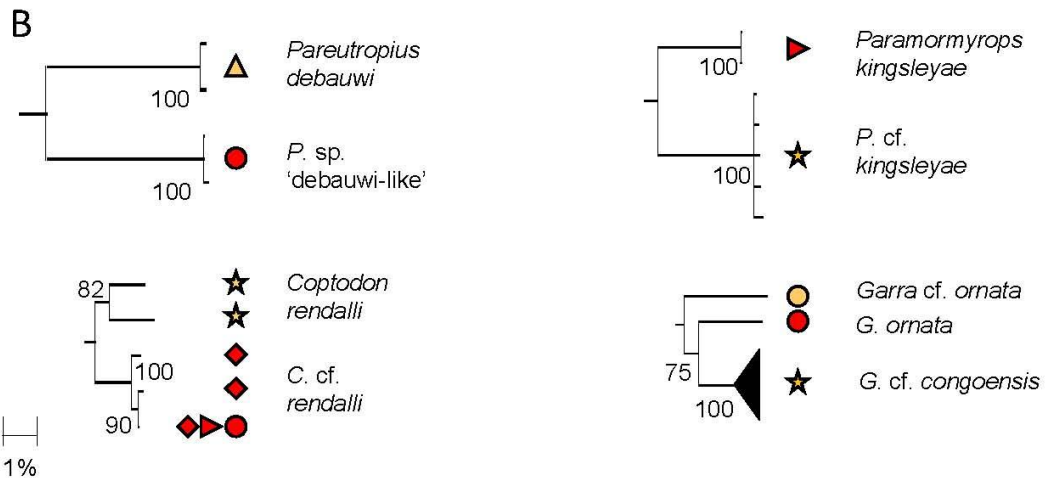 B
Pareutropius
debauwi
100
P. sp.
'debauwi-like'
100
Paramormyrops
kingsleyae
100
P. cf.
kingsleyae
100
82
Coptodon
rendalli
100
C. cf.
rendalli
90
1%
Garra cf. ornata
G. ornata
75
G. cf. congoensis
100